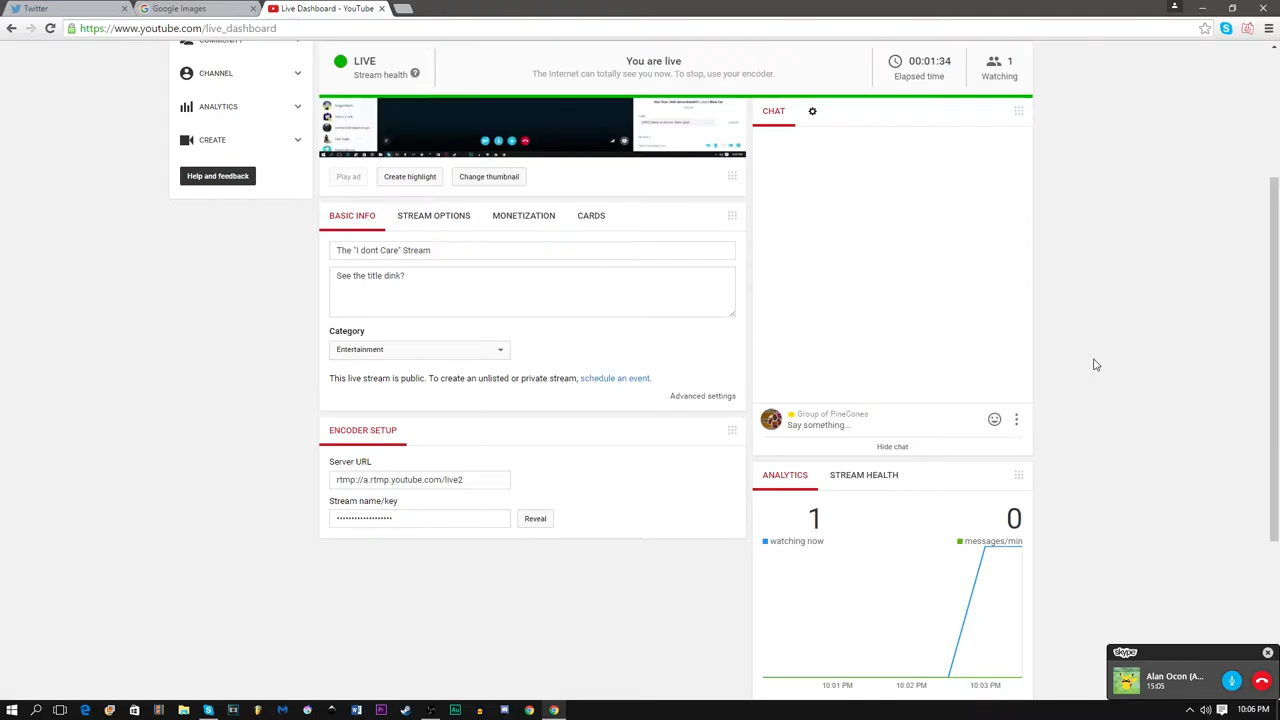 Twitter
Google Images
Live Dashboard - YouTube
https://www.youtube.com/live_dashboard
COMMUNITY
CHANNEL
ANALYTICS
CREATE
Help and feedback
LIVE
Stream health
You are live
The Internet can totally see you now. To stop, use your encoder.
00:01:34
Elapsed time
1
Watching
Play ad
Create highlight
Change thumbnail
BASIC INFO
STREAM OPTIONS
MONETIZATION
CARDS
The "I dont Care" Stream
See the title dink?
Category
Entertainment
This live stream is public. To create an unlisted or private stream, schedule an event.
Advanced settings
ENCODER SETUP
Server URL
rtmp://a.rtmp.youtube.com/live2
Stream name/key
Reveal
CHAT
Group of PineCones
Say something...
Hide chat
ANALYTICS
STREAM HEALTH
1
watching now
0
messages/min
10:01 PM
10:02 PM
10:03 PM
skype
Alan Ocon (A...
15:05
10:06 PM